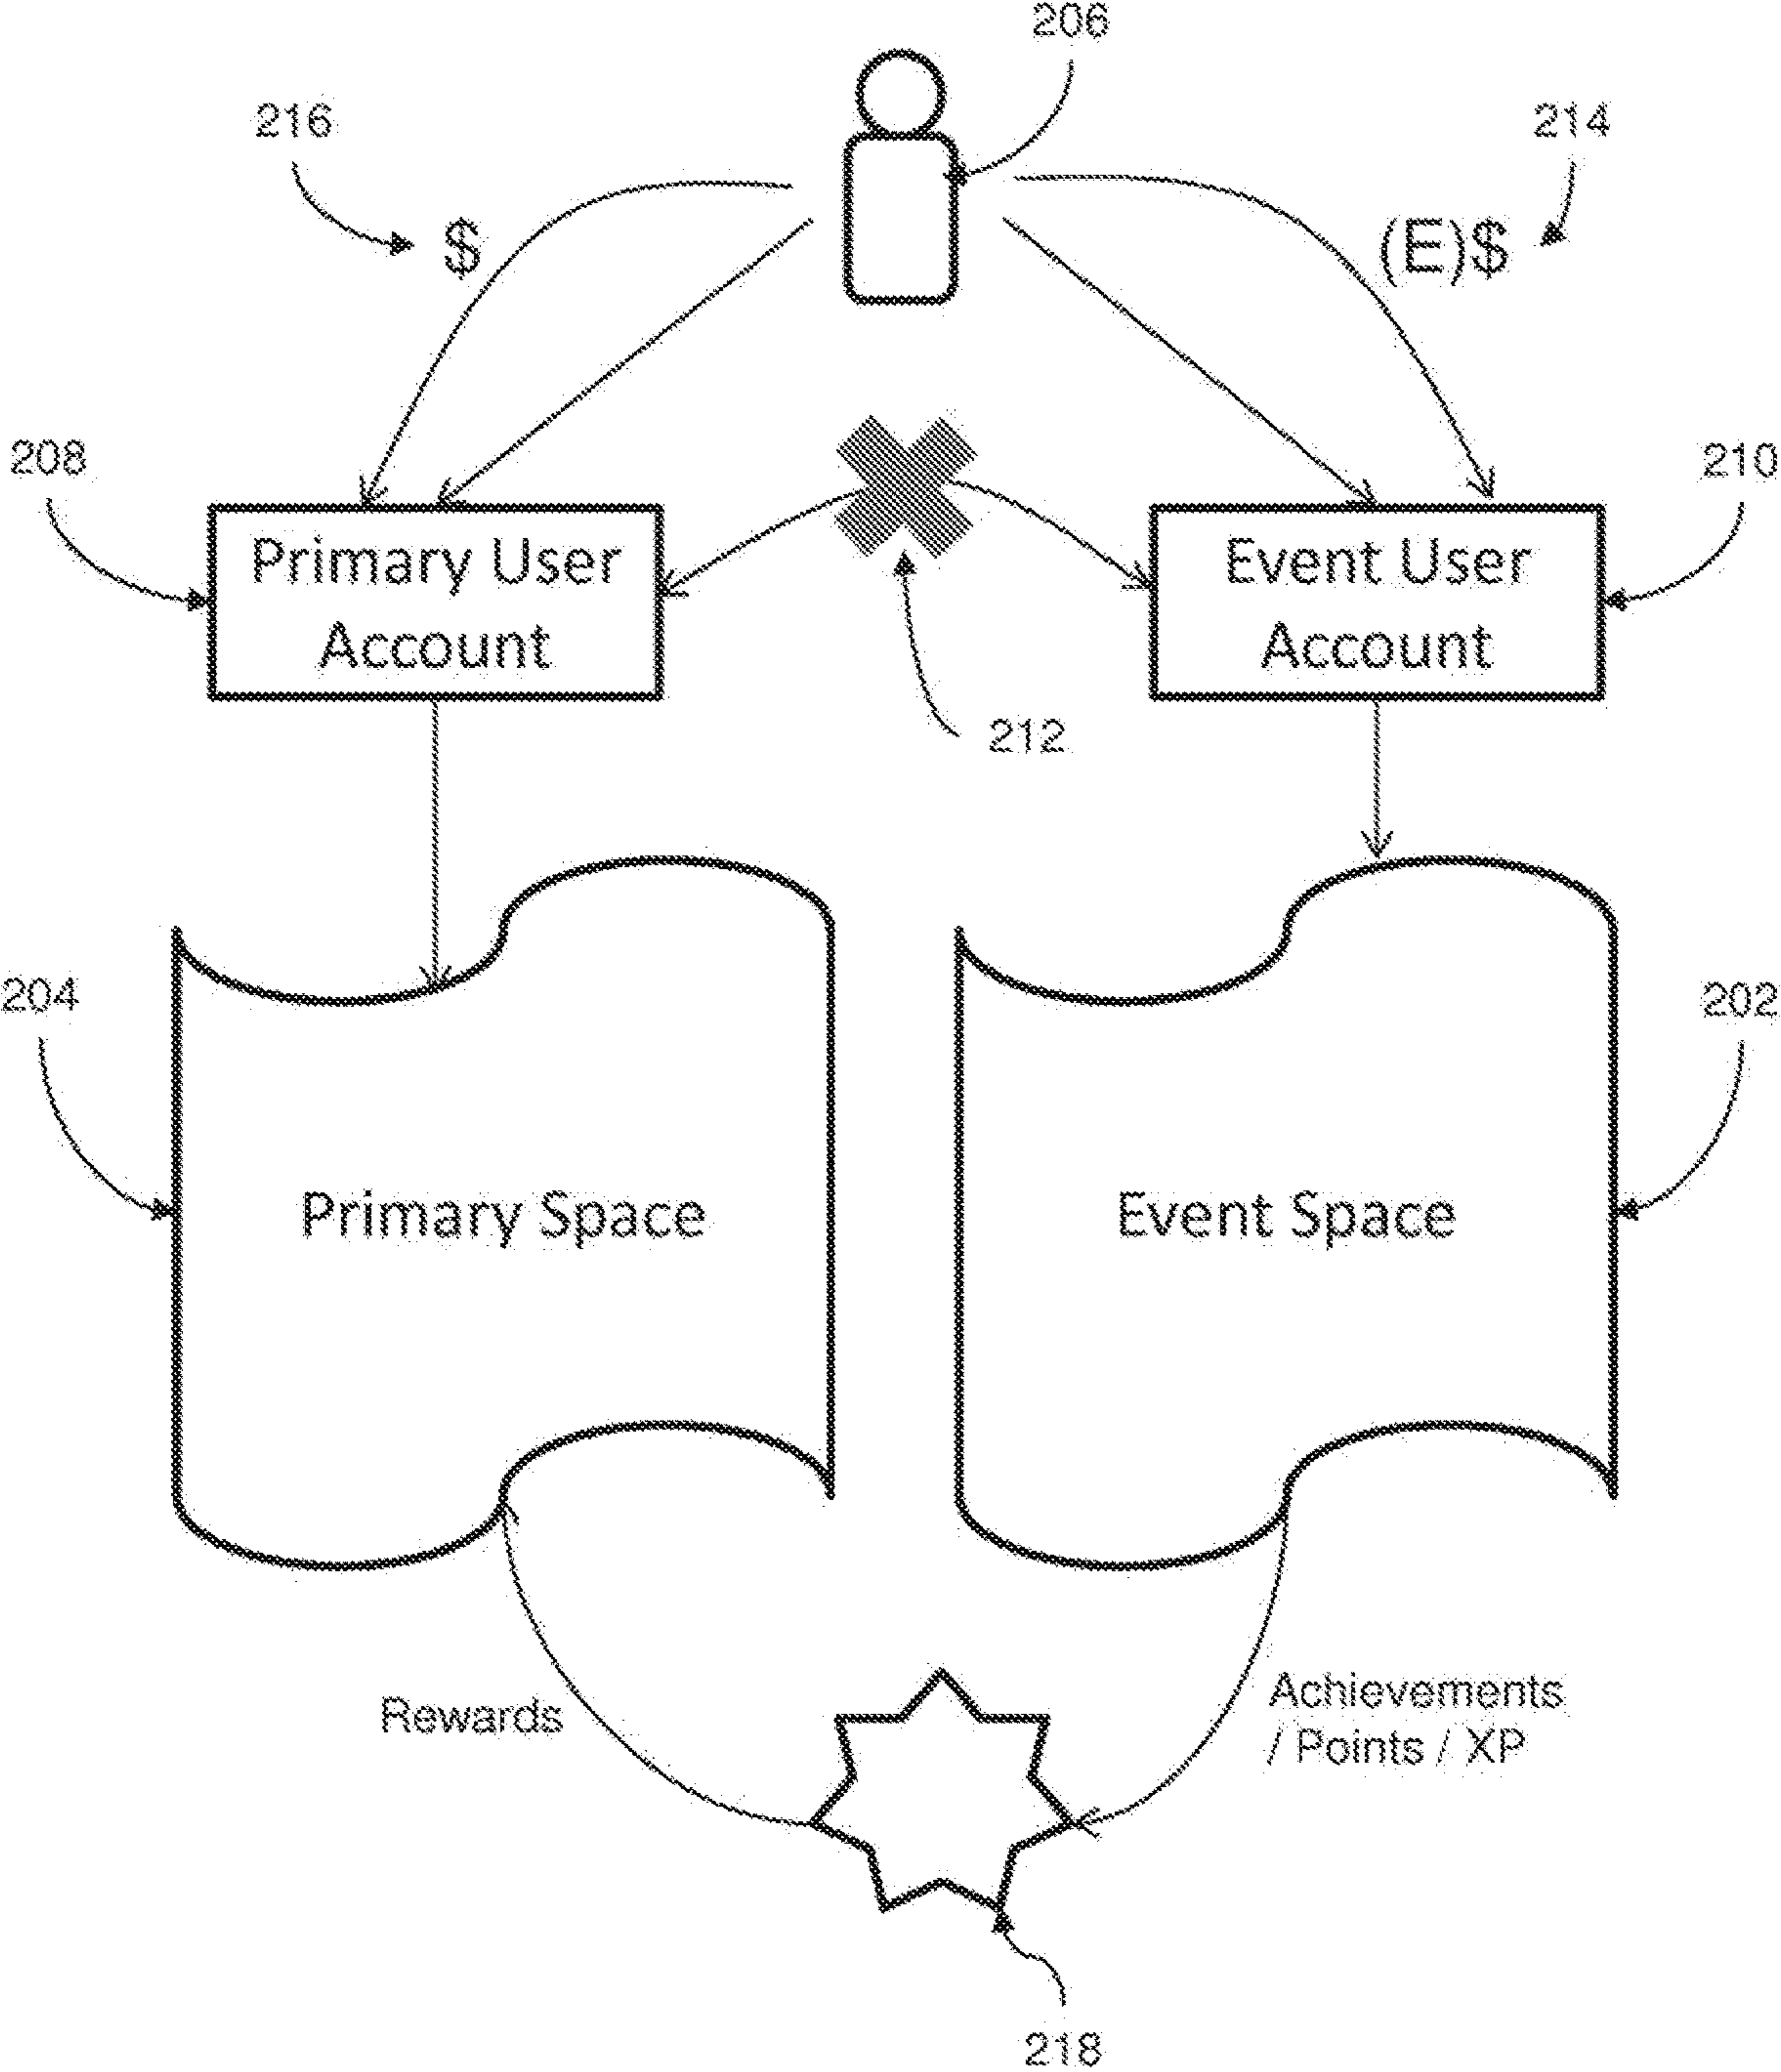 206
216
214
$
(E)$
208
210
Primary User
Account
Event User
Account
212
204
202
Primary Space
Event Space
Rewards
Achievements
/ Points / XP
218